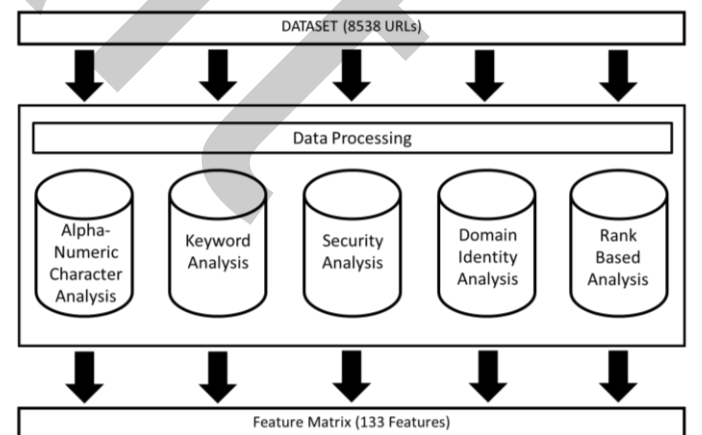 DATASET (8538 URLs)
Data Processing
Alpha-
Numeric
Character
Analysis
Keyword
Analysis
Security
Analysis
Domain
Identity
Analysis
Rank
Based
Analysis
Feature Matrix (133 Features)